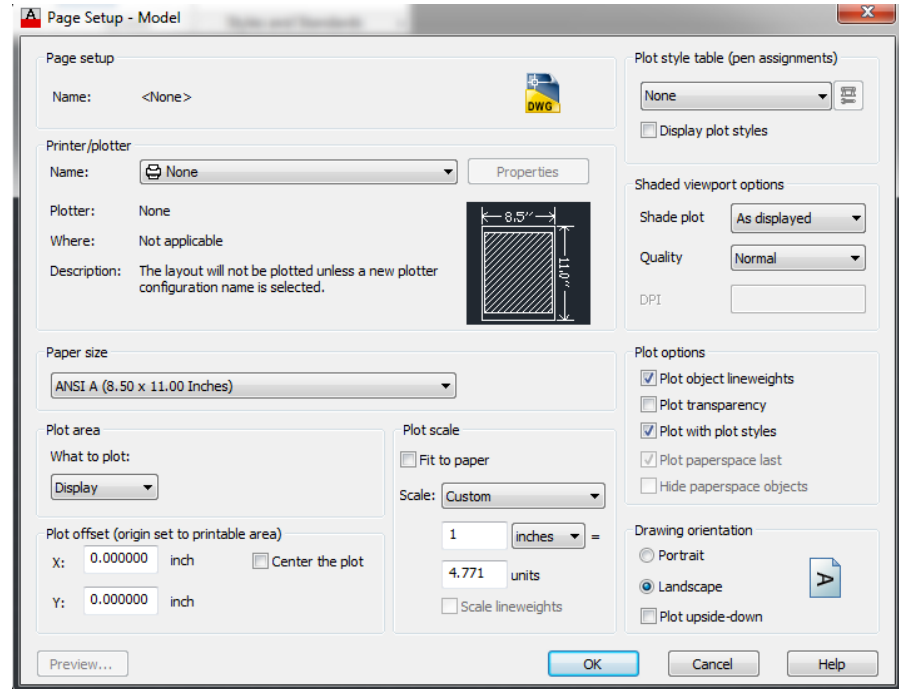 Page Setup - Model
Styles and Standards
Page setup
Name: <None>
DWG
Printer/plotter
Name: None
Properties
Plotter: None
Where: Not applicable
Description: The layout will not be plotted unless a new plotter
configuration name is selected.
8.5''
11.0''
Paper size
ANSI A (8.50 x 11.00 Inches)
Plot area
What to plot:
Display
Plot offset (origin set to printable area)
X: 0.000000 inch
Center the plot
Y: 0.000000 inch
Plot scale
Fit to paper
Scale: Custom
1 inches =
4.771 units
Scale lineweights
Plot style table (pen assignments)
None
Display plot styles
Shaded viewport options
Shade plot As displayed
Quality Normal
DPI
Plot options
Plot object lineweights
Plot transparency
Plot with plot styles
Plot paperspace last
Hide paperspace objects
Drawing orientation
Portrait
Landscape
A
Plot upside-down
Preview...
OK
Cancel
Help